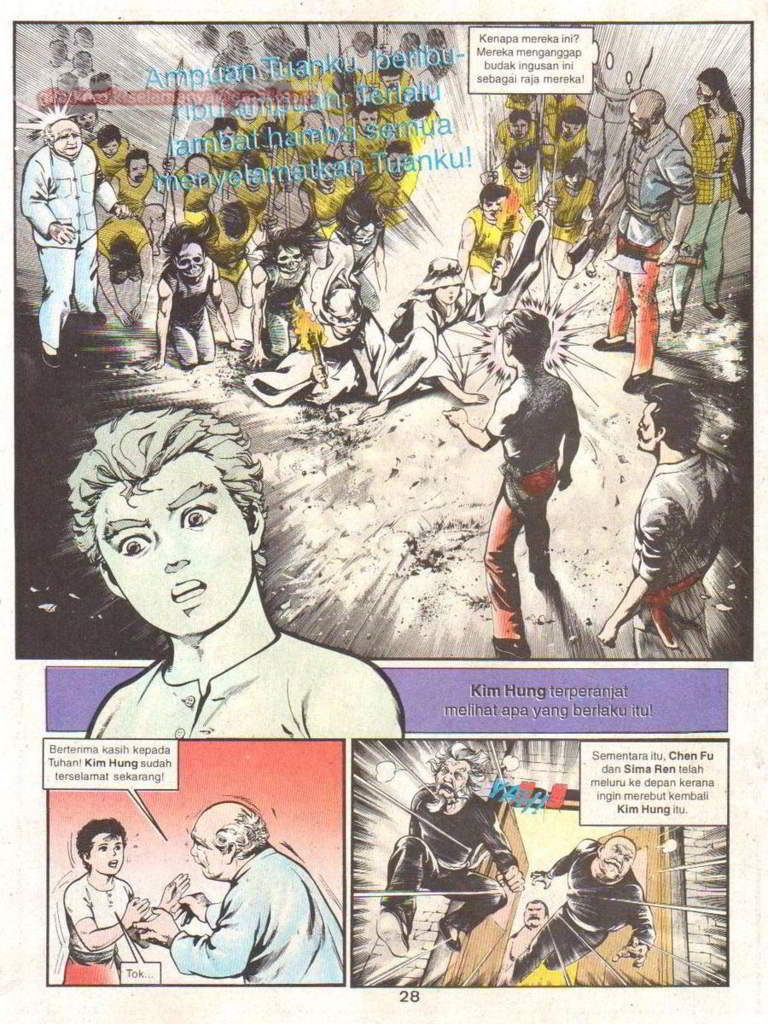 Ampuan Tuanku, beribu-
ribu ampuan. Terlalu
lambat hamba semua
menyelamatkan Tuanku!
Kenapa mereka ini?
Mereka menganggap
budak ingusan ini
sebagai raja mereka!
Kim Hung terperanjat
melihat apa yang berlaku itu!
Berterima kasih kepada
Tuhan! Kim Hung sudah
terselamat sekarang!
Tok...
Sementara itu, Chen Fu
dan Sima Ren telah
meluru ke depan kerana
ingin merebut kembali
Kim Hung itu.
28